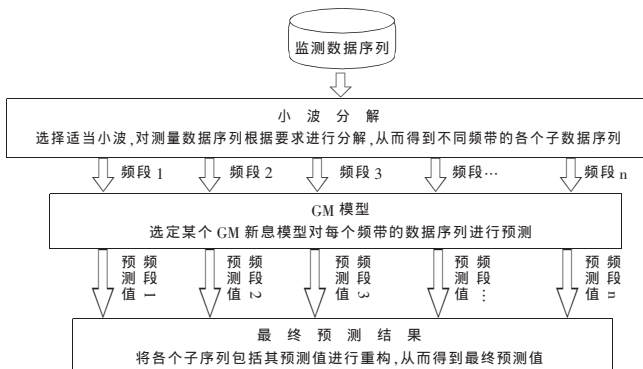 监测数据序列
小波分解
选择适当小波,对测量数据序列根据要求进行分解,从而得到不同频带的各个子数据序列
频段1 频段2 频段3 频段… 频段n
GM 模型
选定某个 GM 新息模型对每个频带的数据序列进行预测
频段1预测值 频段2预测值 频段3预测值 频段…预测值 频段n预测值
最终预测结果
将各个子序列包括其预测值进行重构,从而得到最终预测值